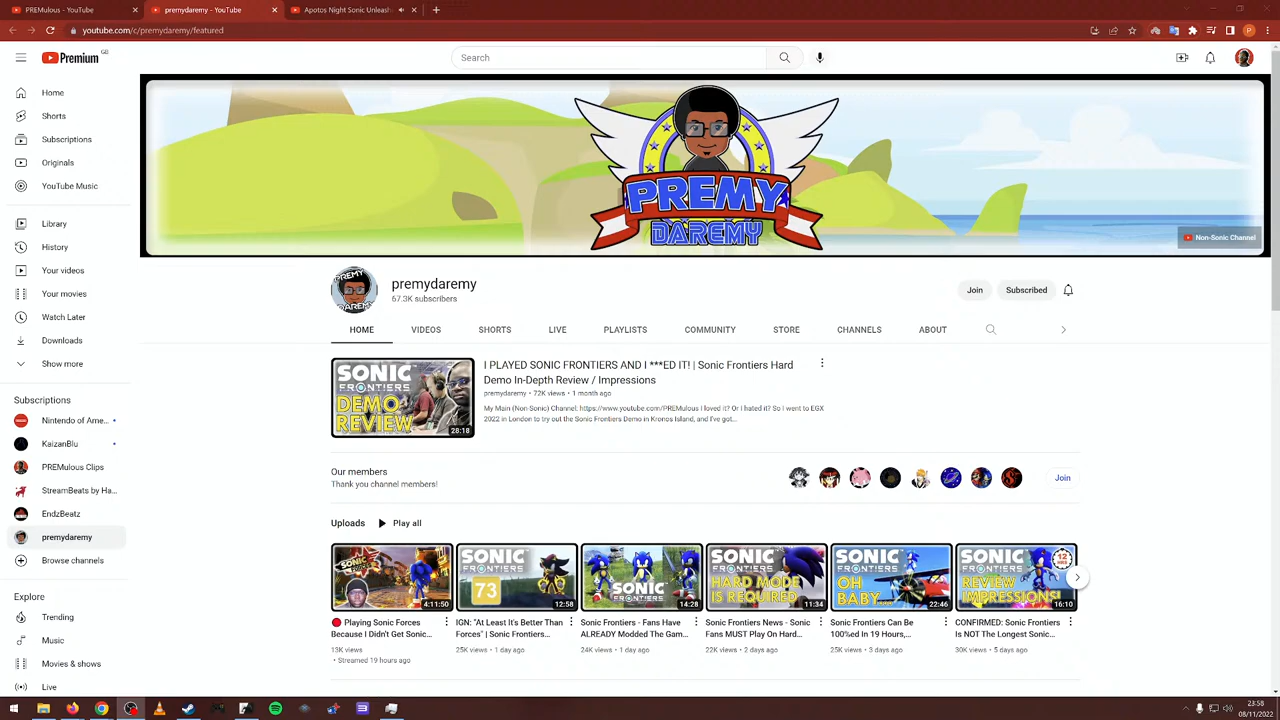 PREMulous - YouTube
premydaremy - YouTube
Apotos Night Sonic Unleash
youtube.com/c/premydaremy/featured
P
Premium GB
Search
Home
Shorts
Subscriptions
Originals
YouTube Music
Library
History
Your videos
Your movies
Watch Later
Downloads
Show more
Subscriptions
Nintendo of Ame...
KaizanBlu
PREMulous Clips
StreamBeats by Ha...
EndzBeatz
premydaremy
Browse channels
Explore
Trending
Music
Movies & shows
Live
PREMY
DAREMY
Non-Sonic Channel
PREMY
DAREMY
premydaremy
67.3K subscribers
Join
Subscribed
HOME
VIDEOS
SHORTS
LIVE
PLAYLISTS
COMMUNITY
STORE
CHANNELS
ABOUT
SONIC
FRONTIERS
DEMO
REVIEW
28:18
I PLAYED SONIC FRONTIERS AND I ***ED IT! | Sonic Frontiers Hard
Demo In-Depth Review / Impressions
premydaremy • 72K views • 1 month ago
My Main (Non-Sonic) Channel: https://www.youtube.com/PREMulous I loved it? Or I hated it? So I went to EGX
2022 in London to try out the Sonic Frontiers Demo in Kronos Island, and I've got...
Our members
Thank you channel members!
Join
Uploads
Play all
4:11:50
Playing Sonic Forces
Because I Didn't Get Sonic...
13K views
• Streamed 19 hours ago
SONIC
FRONTIERS
73
12:58
IGN: "At Least It's Better Than
Forces" | Sonic Frontiers...
25K views • 1 day ago
SONIC
FRONTIERS
14:28
Sonic Frontiers - Fans Have
ALREADY Modded The Gam...
24K views • 1 day ago
SONIC
FRONTIERS
HARD MODE
IS REQUIRED
11:34
Sonic Frontiers News - Sonic
Fans MUST Play On Hard...
22K views • 2 days ago
SONIC
FRONTIERS
OH
BABY
22:46
Sonic Frontiers Can Be
100%ed In 19 Hours,...
25K views • 3 days ago
SONIC
FRONTIERS
REVIEW
IMPRESSIONS!
16:10
CONFIRMED: Sonic Frontiers
Is NOT The Longest Sonic...
30K views • 5 days ago
23:58
08/11/2022